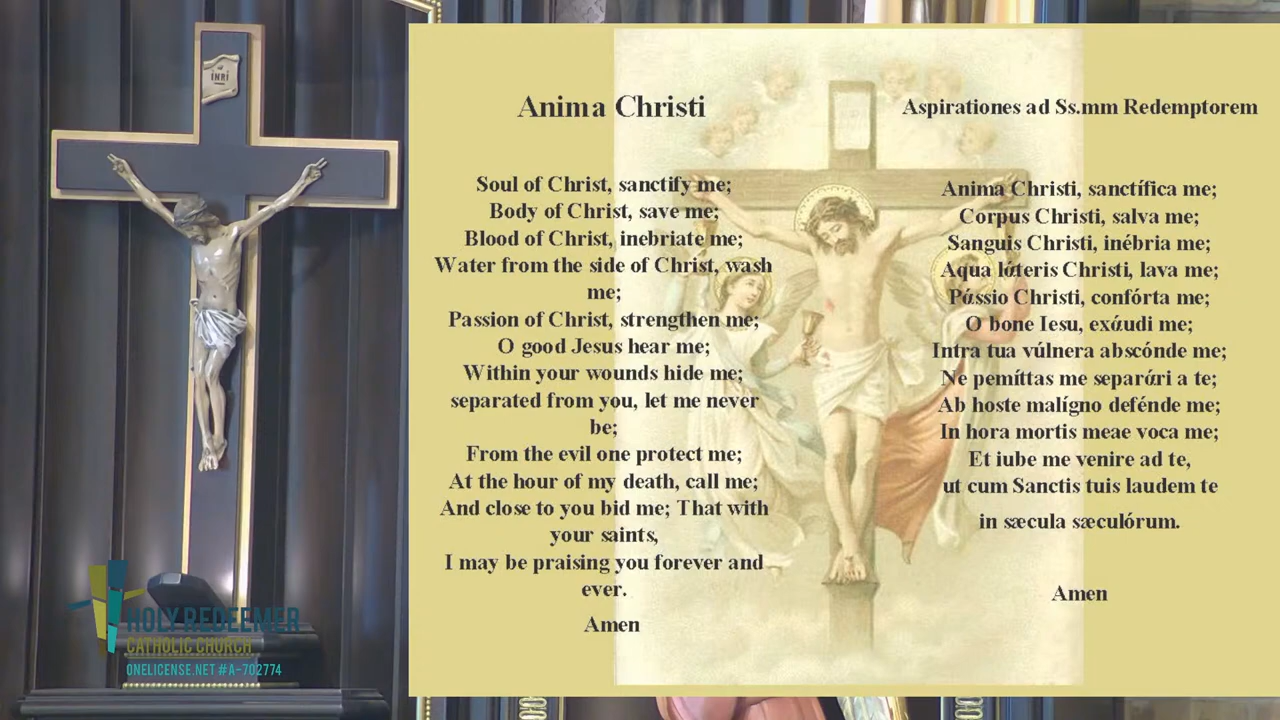 INRI
Anima Christi
Soul of Christ, sanctify me;
Body of Christ, save me;
Blood of Christ, inebriate me;
Water from the side of Christ, wash
me;
Passion of Christ, strengthen me;
O good Jesus hear me;
Within your wounds hide me;
separated from you, let me never
be;
From the evil one protect me;
At the hour of my death, call me;
And close to you bid me; That with
your saints,
I may be praising you forever and
ever.
Amen
Aspirationes ad Ss.mm Redemptorem
Anima Christi, sanctífica me;
Corpus Christi, salva me;
Sanguis Christi, inébria me;
Aqua láteris Christi, lava me;
Pássio Christi, confórta me;
O bone Iesu, exáudi me;
Intra tua vúlnera abscónde me;
Ne pemíttas me separári a te;
Ab hoste malígno defénde me;
In hora mortis meae voca me;
Et iube me venire ad te,
ut cum Sanctis tuis laudem te
in sæcula sæculórum.
Amen
HOLY REDEEMER
CATHOLIC CHURCH
ONELICENSE.NET #A-702774